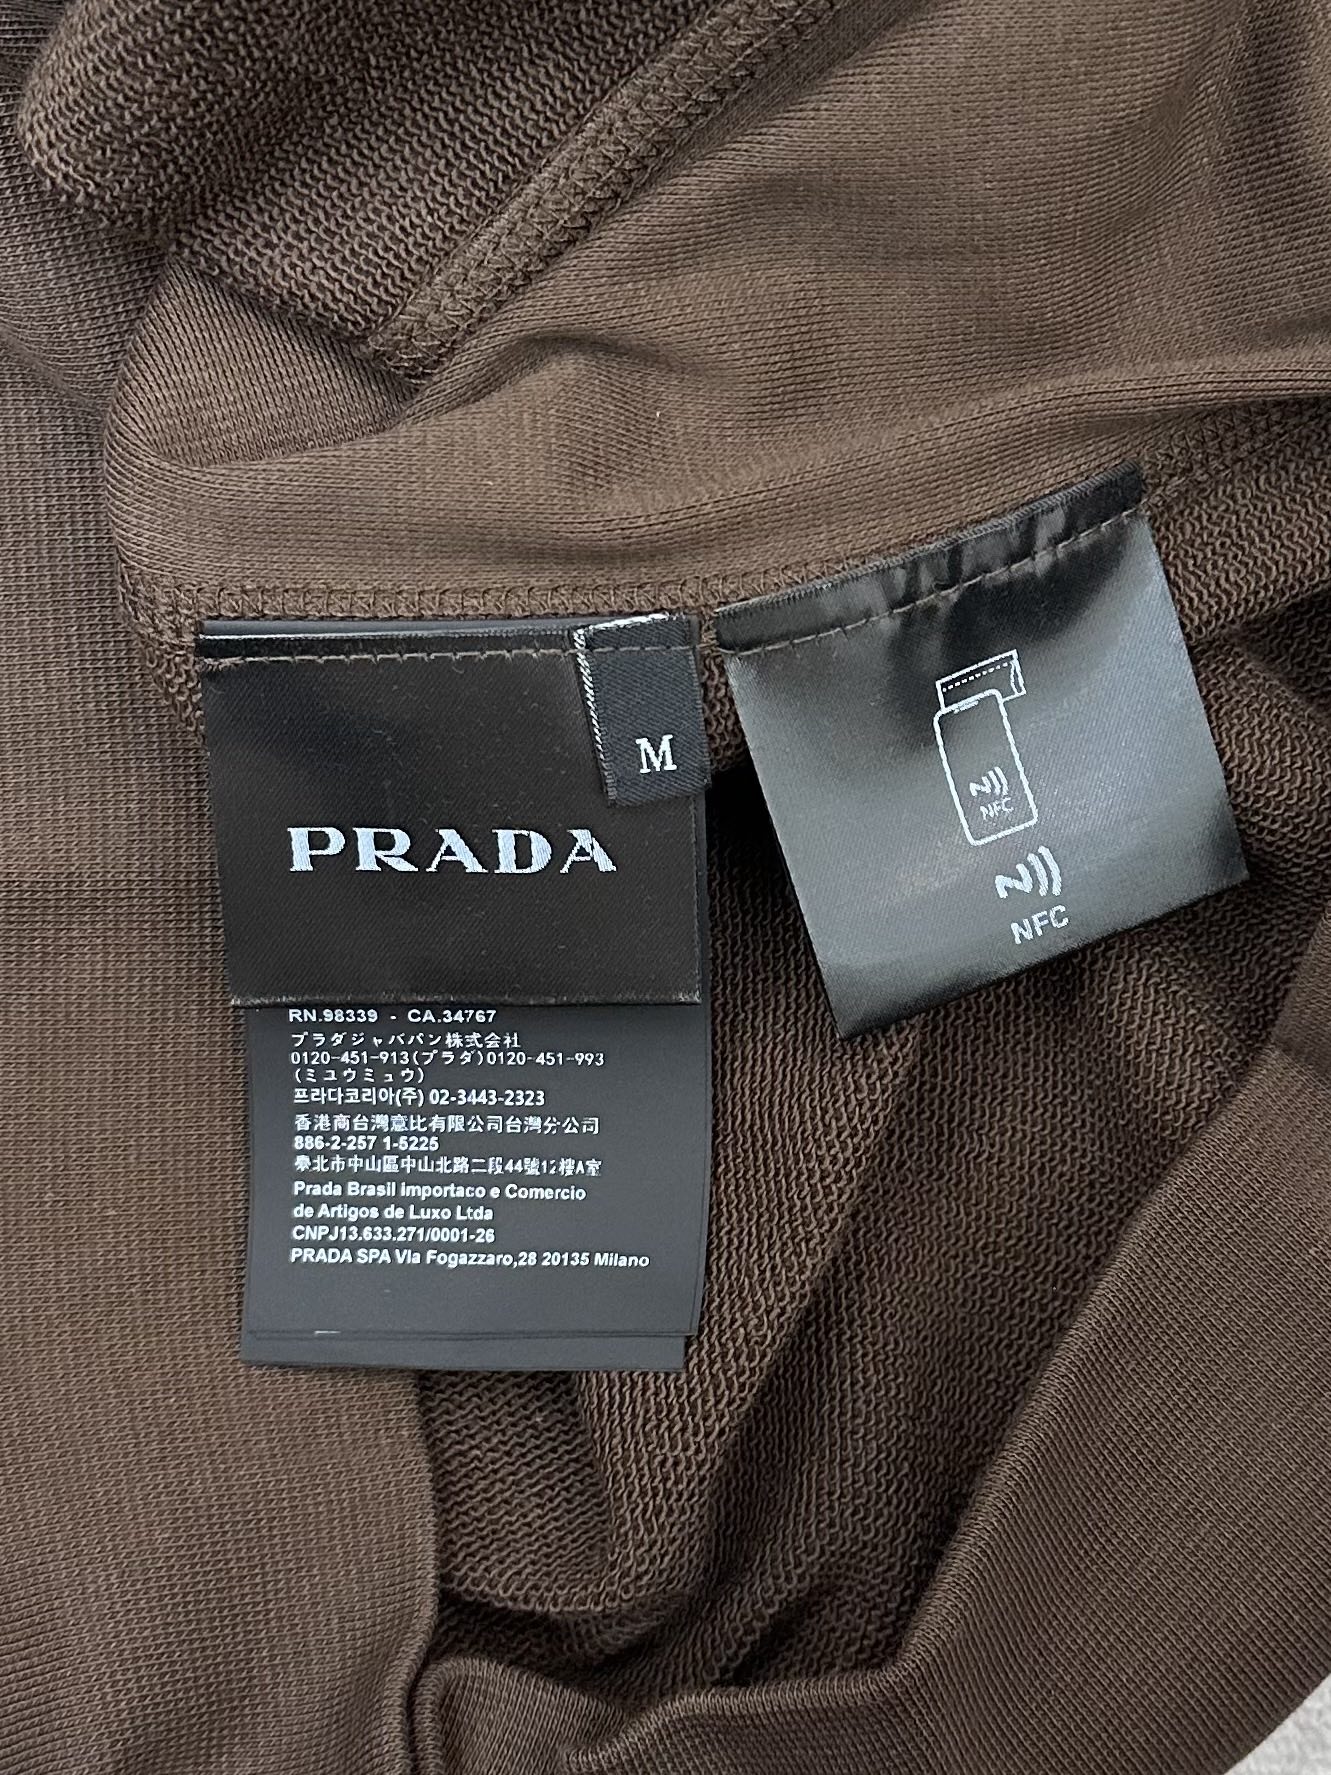 M
PRADA
RN.98339 - CA.34767
プラダジャパバン株式会社
0120-451-913(プラダ)0120-451-993
(ミユウミュウ)
프라다코리아(주) 02-3443-2323
香港商台灣意比有限公司台灣分公司
886-2-257 1-5225
臺北市中山區中山北路二段44號12樓A室
Prada Brasil importaco e Comercio
de Artigos de Luxo Ltda
CNPJ13.633.271/0001-26
PRADA SPA VIa Fogazzaro,28 20135 Milano
NFC
NFC